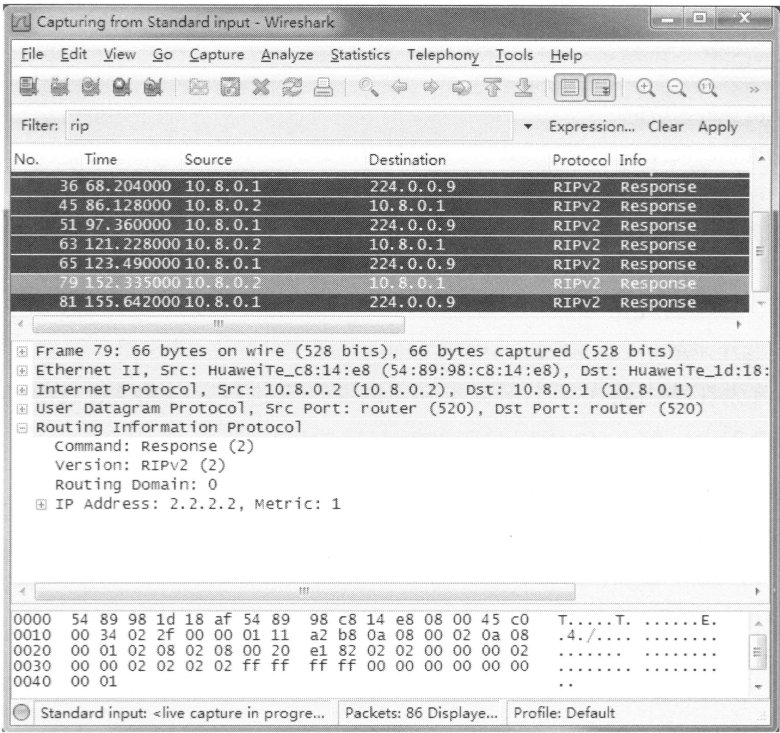 Capturing from Standard input - Wireshark
File Edit View Go Capture Analyze Statistics Telephony Tools Help
Filter: rip Expression... Clear Apply
No. Time Source Destination Protocol Info
36 68.204000 10.8.0.1 224.0.0.9 RIPv2 Response
45 86.128000 10.8.0.2 10.8.0.1 RIPv2 Response
51 97.360000 10.8.0.1 224.0.0.9 RIPv2 Response
63 121.228000 10.8.0.2 10.8.0.1 RIPv2 Response
65 123.490000 10.8.0.1 224.0.0.9 RIPv2 Response
79 152.335000 10.8.0.2 10.8.0.1 RIPv2 Response
81 155.642000 10.8.0.1 224.0.0.9 RIPv2 Response
Frame 79: 66 bytes on wire (528 bits), 66 bytes captured (528 bits)
Ethernet II, Src: HuaweiTe_c8:14:e8 (54:89:98:c8:14:e8), Dst: HuaweiTe_1d:18:
Internet Protocol, Src: 10.8.0.2 (10.8.0.2), Dst: 10.8.0.1 (10.8.0.1)
User Datagram Protocol, Src Port: router (520), Dst Port: router (520)
Routing Information Protocol
Command: Response (2)
Version: RIPv2 (2)
Routing Domain: 0
IP Address: 2.2.2.2, Metric: 1
0000 54 89 98 1d 18 af 54 89 98 c8 14 e8 08 00 45 c0 T.....T. ......E.
0010 00 34 02 2f 00 00 01 11 a2 b8 0a 08 00 02 0a 08 .4./.... ........
0020 00 01 02 08 02 08 00 20 e1 82 02 02 00 00 00 02 ....... ........
0030 00 00 02 02 02 02 ff ff ff ff 00 00 00 00 00 00 ........ ........
0040 00 01 ..
Standard input: <live capture in progre... Packets: 86 Displaye... Profile: Default